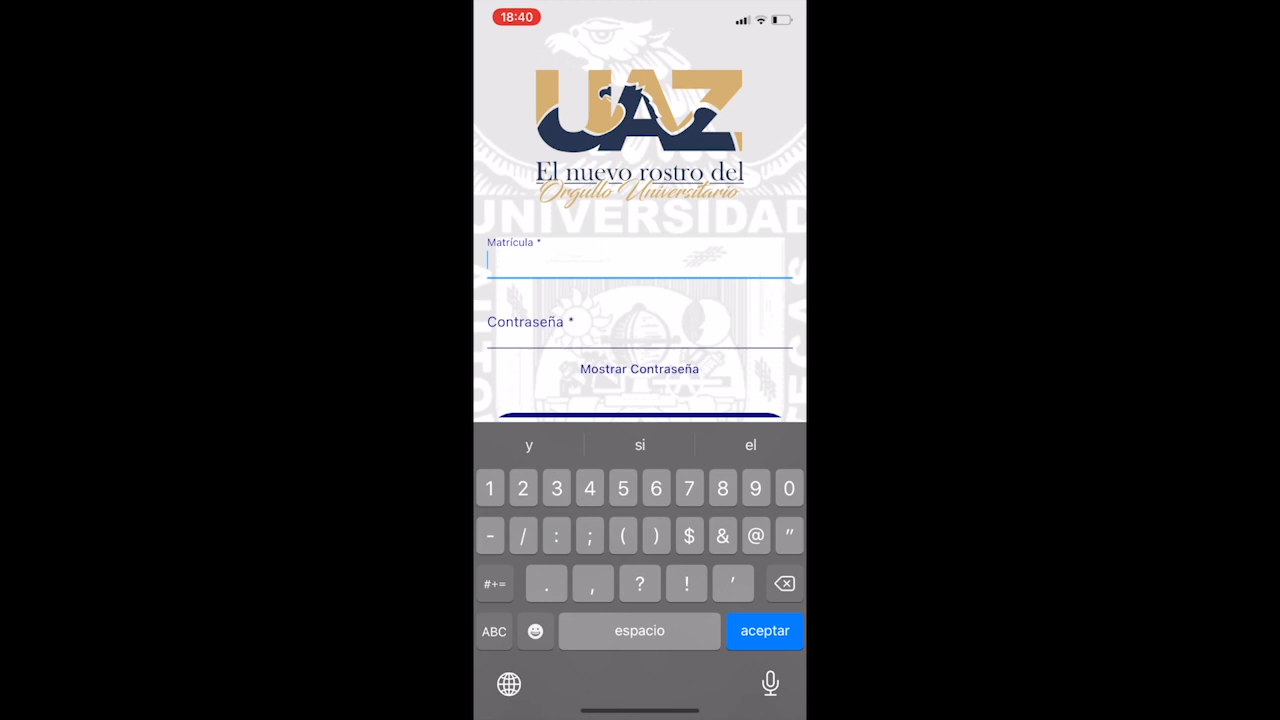 18:40
UAZ
El nuevo rostro del
Orgullo Universitario
UNIVERSIDAD
Matrícula *
Contraseña *
Mostrar Contraseña
y si el
1 2 3 4 5 6 7 8 9 0
- / : ; ( ) $ & @ "
#+= . , ? ! '
ABC espacio aceptar